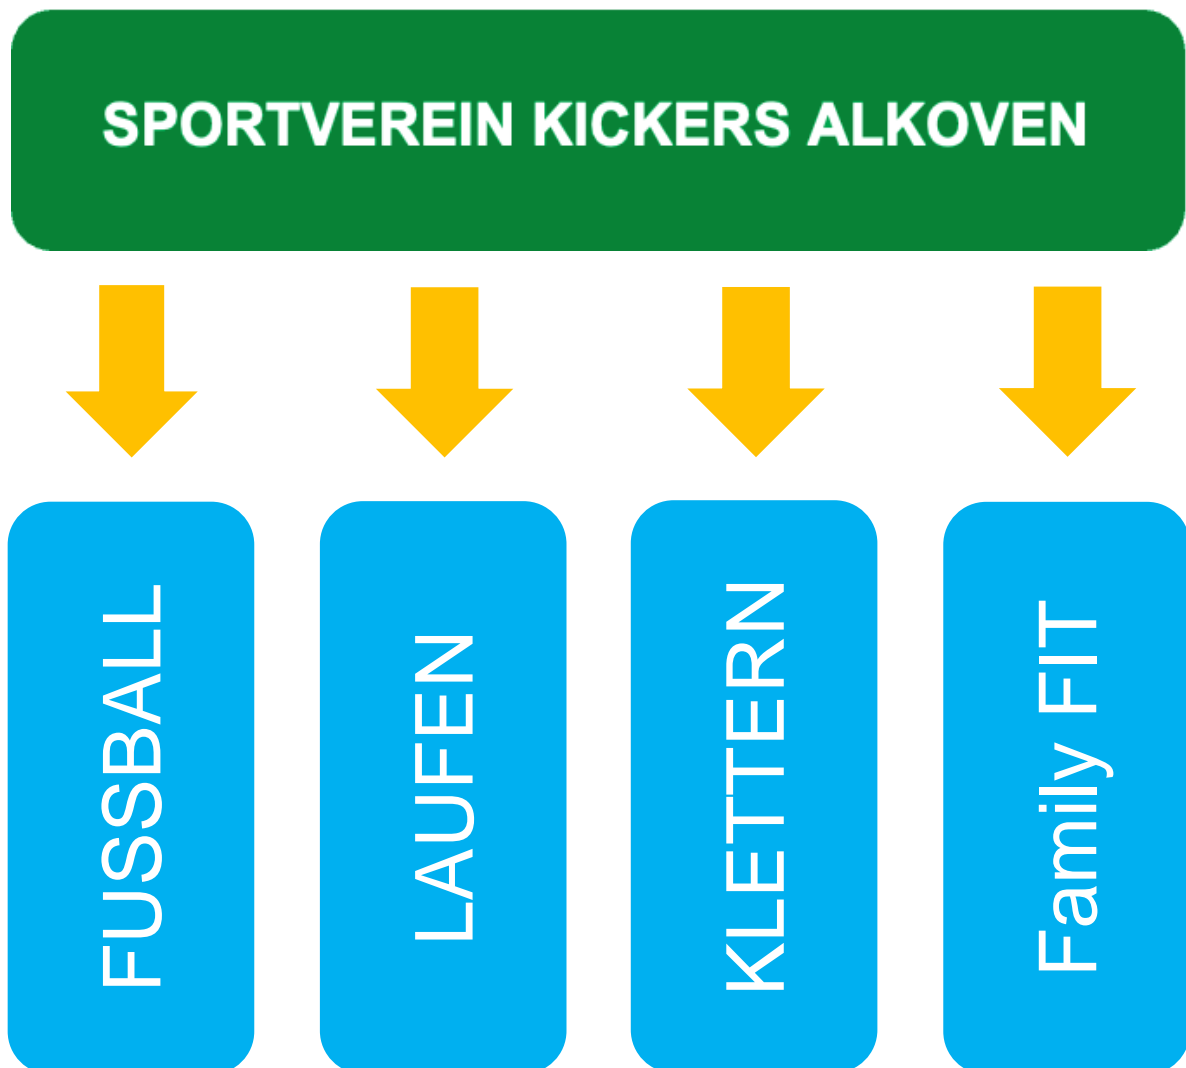 SPORTVEREIN KICKERS ALKOVEN
FUSSBALL
LAUFEN
KLETTERN
Family FIT